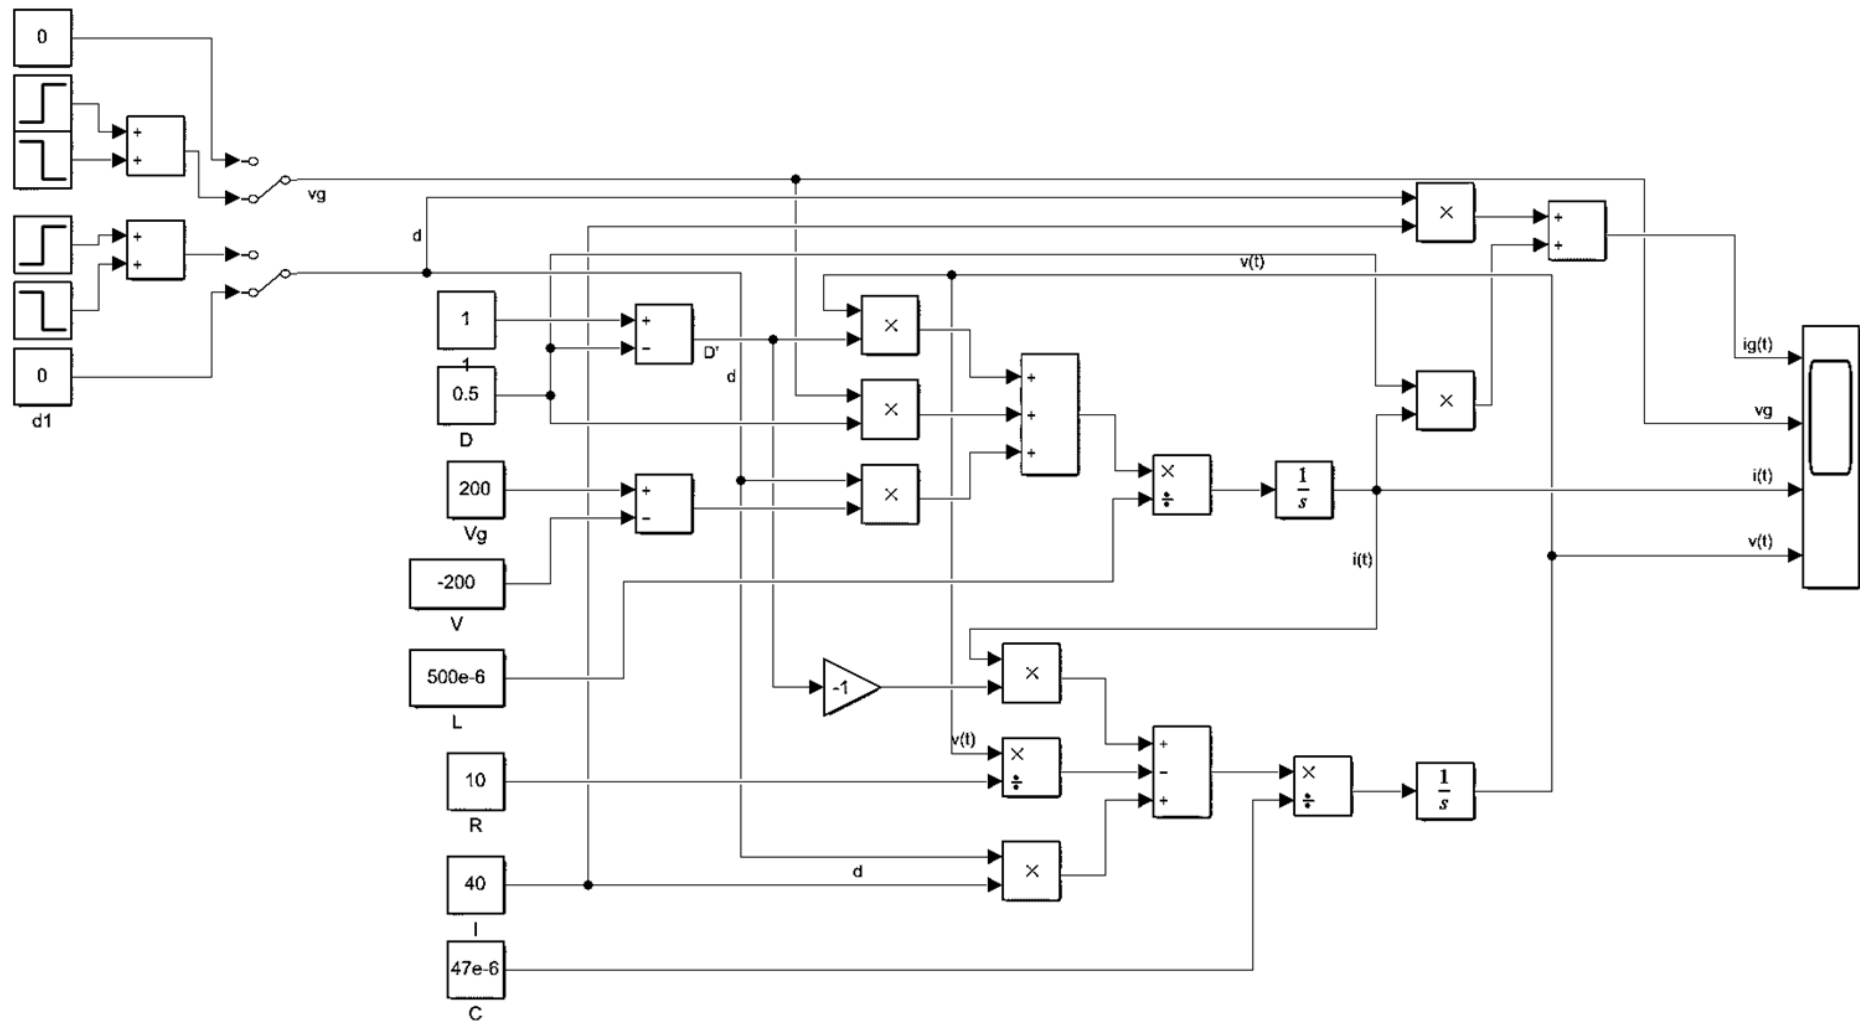 0
+
+
vg
+
+
d
0
d1
1
1
0.5
D
+
−
D'
d
200
Vg
+
−
-200
V
500e-6
L
10
R
40
I
47e-6
C
×
×
×
+
+
+
×
÷
1
s
-1
i(t)
×
v(t)
×
÷
d
×
+
−
+
×
÷
1
s
v(t)
×
×
+
+
ig(t)
vg
i(t)
v(t)